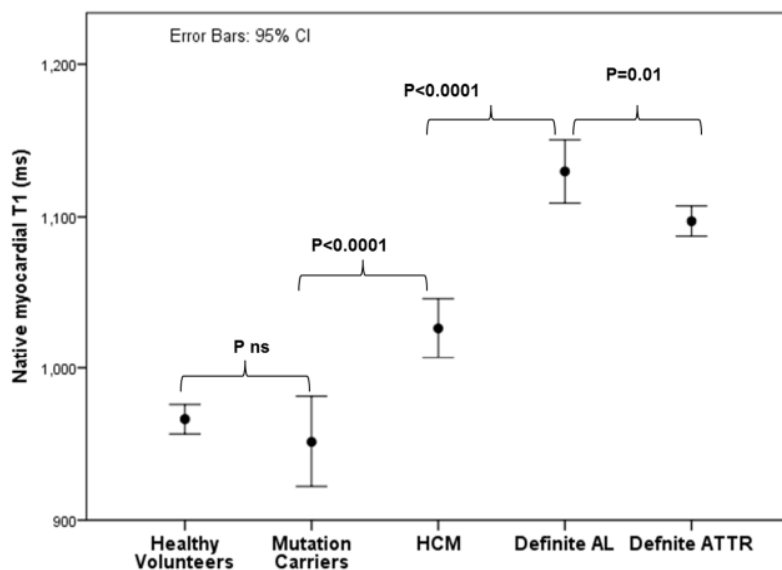 Error Bars: 95% CI
1,200
P<0.0001
P=0.01
1,100
P<0.0001
1,000
P ns
900
Native myocardial T1 (ms)
Healthy Volunteers
Mutation Carriers
HCM
Definite AL
Defnite ATTR